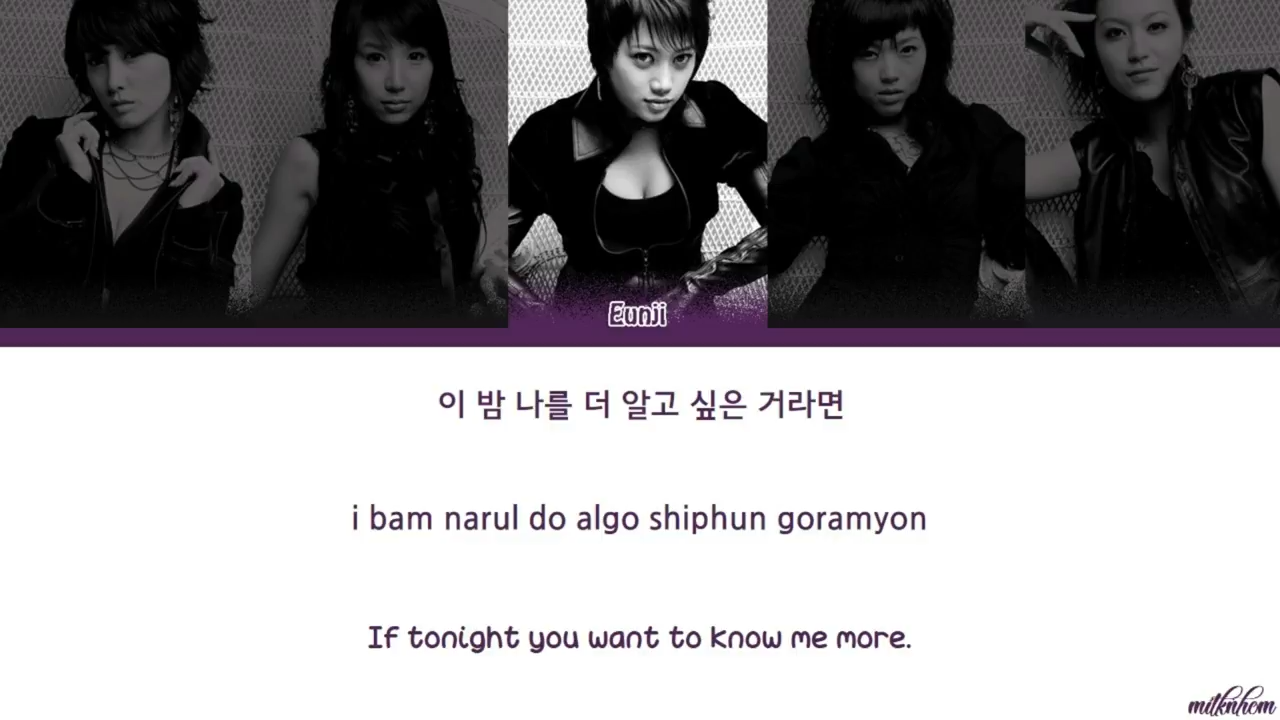 Eunji
이 밤 나를 더 알고 싶은 거라면
i bam narul do algo shiphun goramyon
If tonight you want to know me more.
mitknhom